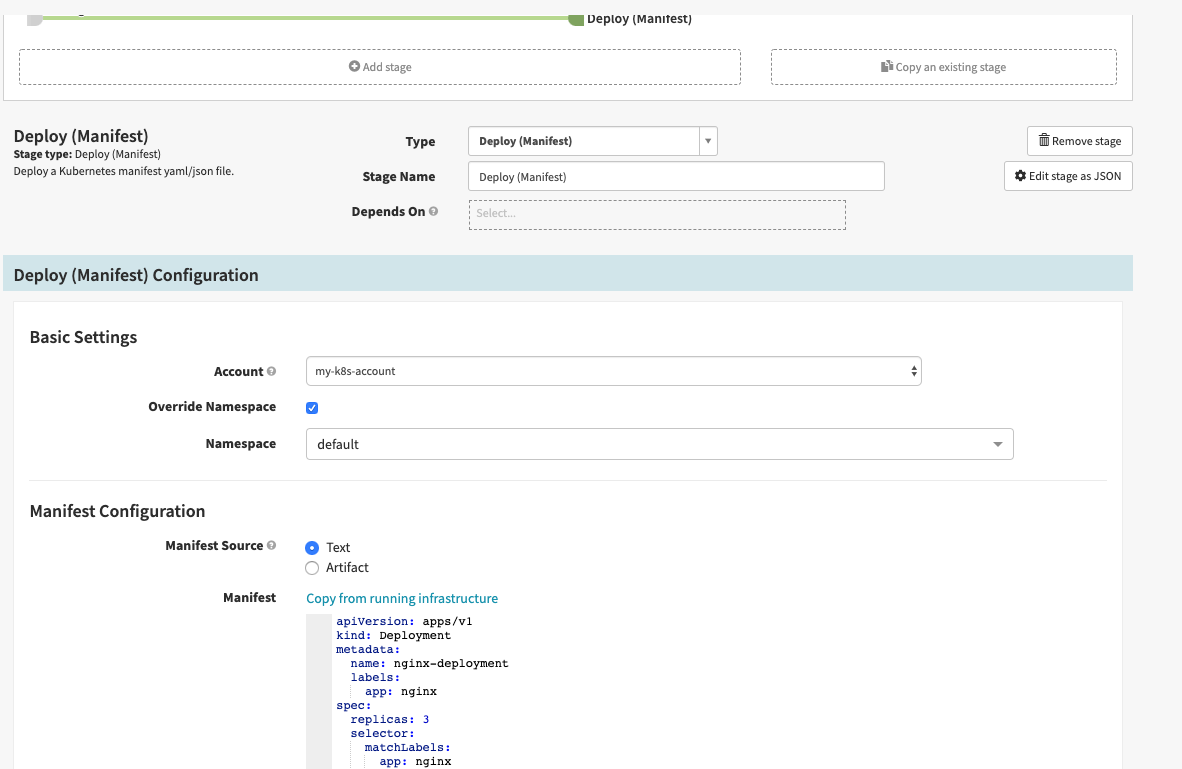 Deploy (Manifest)
Add stage
Copy an existing stage
Deploy (Manifest)
Stage type: Deploy (Manifest)
Deploy a Kubernetes manifest yaml/json file.
Type
Deploy (Manifest)
Remove stage
Stage Name
Deploy (Manifest)
Edit stage as JSON
Depends On
Select...
Deploy (Manifest) Configuration
Basic Settings
Account
my-k8s-account
Override Namespace
Namespace
default
Manifest Configuration
Manifest Source
Text
Artifact
Manifest
Copy from running infrastructure
apiVersion: apps/v1
kind: Deployment
metadata:
  name: nginx-deployment
  labels:
    app: nginx
spec:
  replicas: 3
  selector:
    matchLabels:
      app: nginx